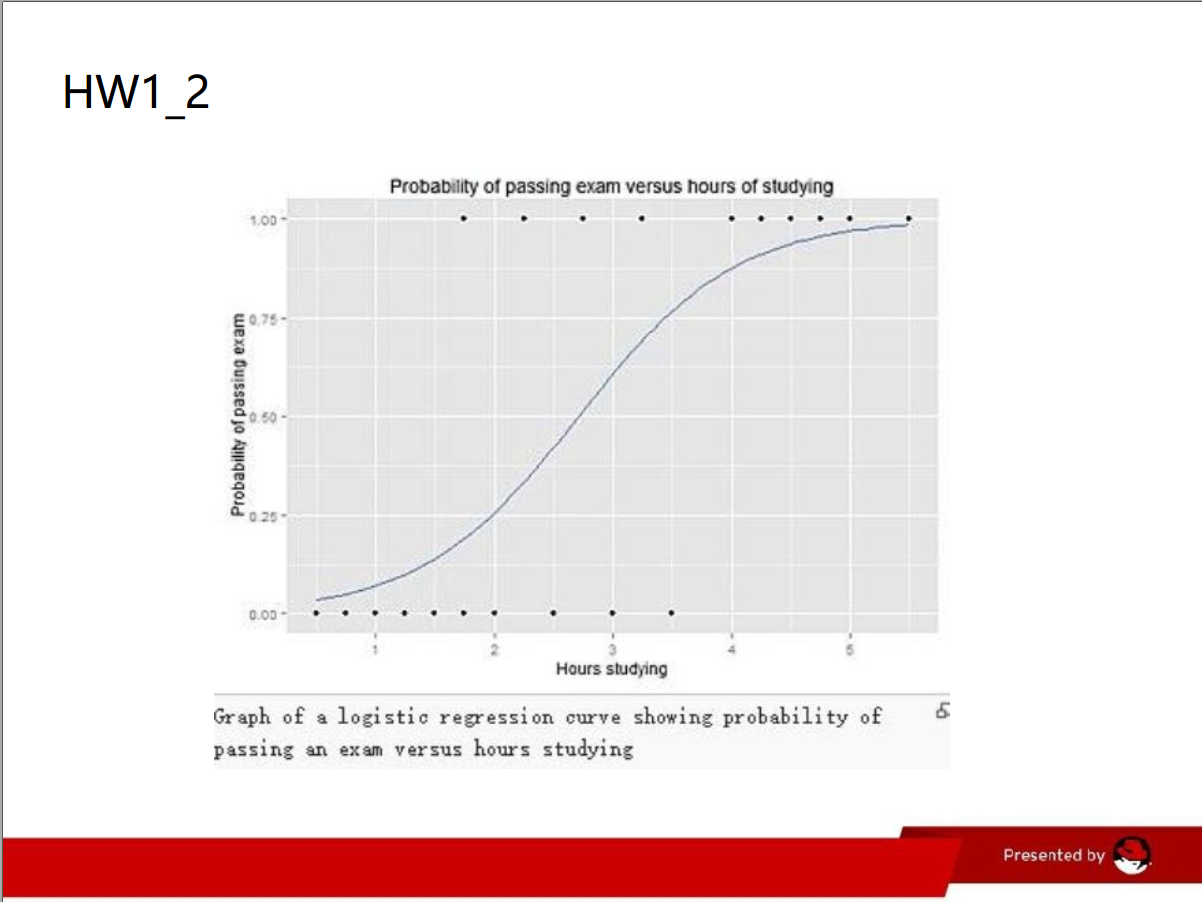 HW1_2
Probability of passing exam versus hours of studying
1.00
0.75
0.50
0.25
0.00
Probability of passing exam
1 2 3 4 5
Hours studying
Graph of a logistic regression curve showing probability of
passing an exam versus hours studying
Presented by